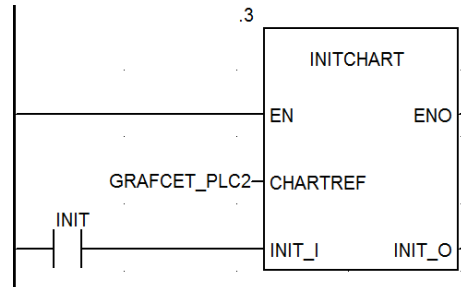 .3
INITCHART
EN ENO
GRAFCET_PLC2 CHARTREF
INIT
INIT_I INIT_O